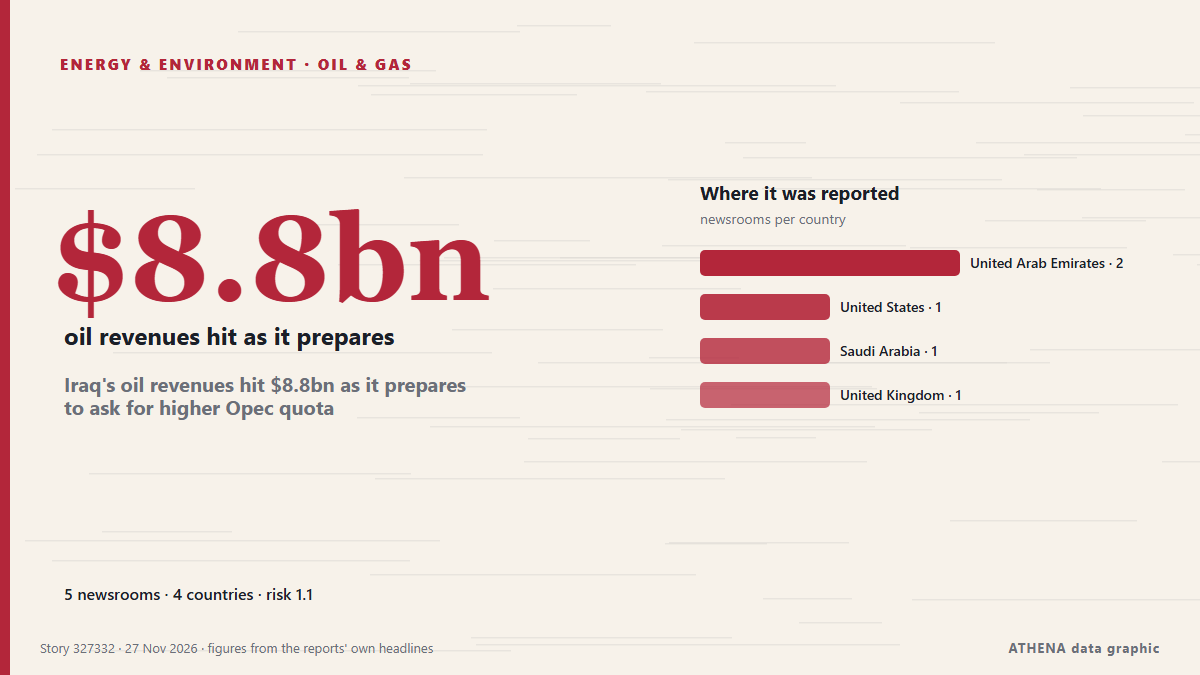 ENERGY & ENVIRONMENT · OIL & GAS
$8.8bn
oil revenues hit as it prepares
Iraq's oil revenues hit $8.8bn as it prepares
to ask for higher Opec quota
Where it was reported
newsrooms per country
United Arab Emirates · 2
United States · 1
Saudi Arabia · 1
United Kingdom · 1
5 newsrooms · 4 countries · risk 1.1
Story 327332 · 27 Nov 2026 · figures from the reports' own headlines
ATHENA data graphic